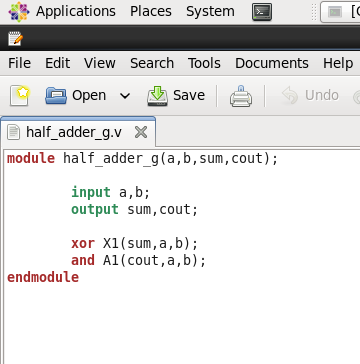 Applications Places System [
File Edit View Search Tools Documents Help
Open Save Undo
half_adder_g.v
module half_adder_g(a,b,sum,cout);
input a,b;
output sum,cout;
xor X1(sum,a,b);
and A1(cout,a,b);
endmodule